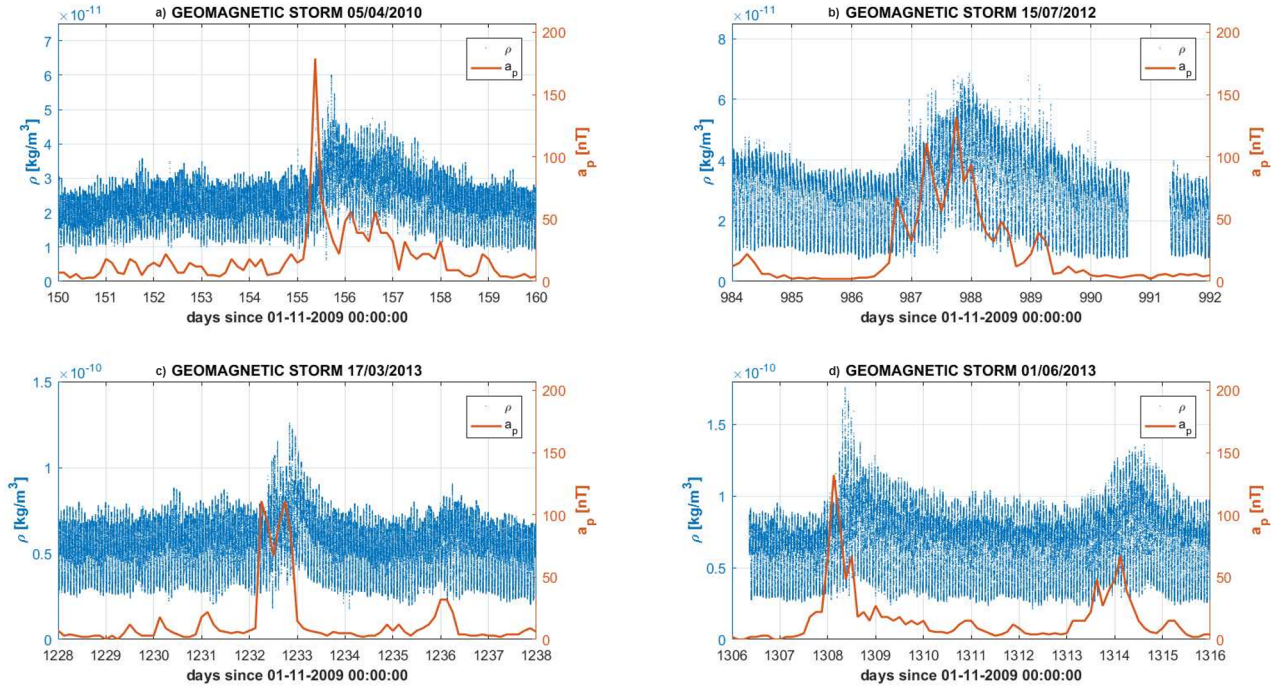 a) GEOMAGNETIC STORM 05/04/2010
×10⁻¹¹
7
6
5
4
3
2
1
0
ρ [kg/m³]
200
150
100
50
0
aₚ [nT]
ρ
aₚ
150 151 152 153 154 155 156 157 158 159 160
days since 01-11-2009 00:00:00
b) GEOMAGNETIC STORM 15/07/2012
×10⁻¹¹
8
6
4
2
0
ρ [kg/m³]
200
150
100
50
0
aₚ [nT]
ρ
aₚ
984 985 986 987 988 989 990 991 992
days since 01-11-2009 00:00:00
c) GEOMAGNETIC STORM 17/03/2013
×10⁻¹⁰
1.5
1
0.5
0
ρ [kg/m³]
200
150
100
50
0
aₚ [nT]
ρ
aₚ
1228 1229 1230 1231 1232 1233 1234 1235 1236 1237 1238
days since 01-11-2009 00:00:00
d) GEOMAGNETIC STORM 01/06/2013
×10⁻¹⁰
1.5
1
0.5
0
ρ [kg/m³]
200
150
100
50
0
aₚ [nT]
ρ
aₚ
1306 1307 1308 1309 1310 1311 1312 1313 1314 1315 1316
days since 01-11-2009 00:00:00